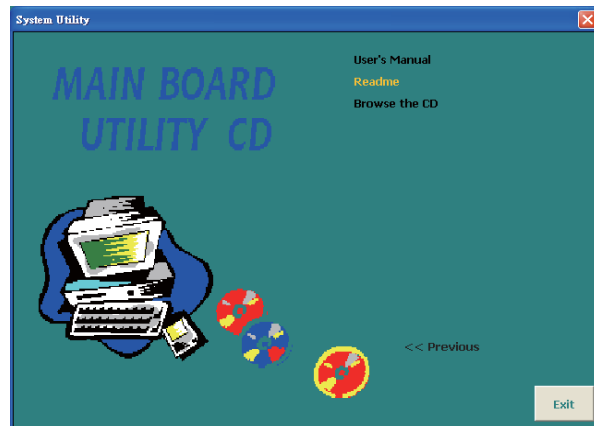 System Utility
MAIN BOARD
UTILITY CD
User's Manual
Readme
Browse the CD
<< Previous
Exit